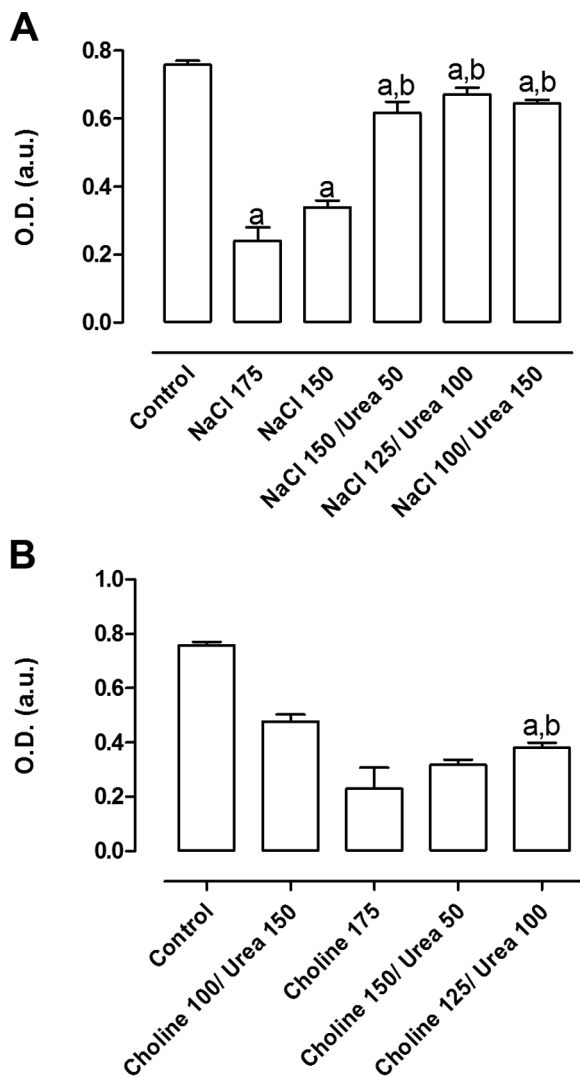 A
O.D. (a.u.)
0.8
0.6
0.4
0.2
0.0
a
a
a,b
a,b
a,b
Control
NaCl 175
NaCl 150
NaCl 150 /Urea 50
NaCl 125/ Urea 100
NaCl 100/ Urea 150
B
O.D. (a.u.)
1.0
0.8
0.6
0.4
0.2
0.0
a,b
Control
Choline 100/ Urea 150
Choline 175
Choline 150/ Urea 50
Choline 125/ Urea 100